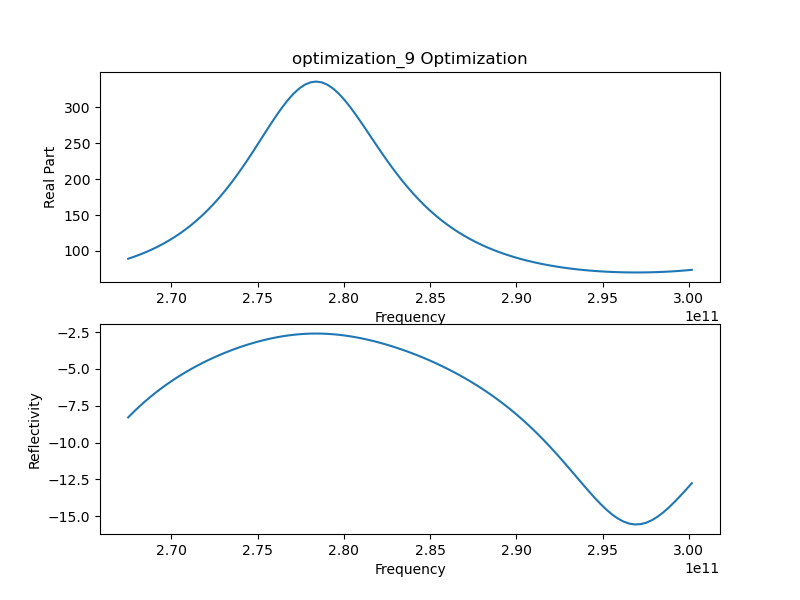 optimization_9 Optimization
Real Part
300
250
200
150
100
2.70 2.75 2.80 2.85 2.90 2.95 3.00
Frequency
1e11
Reflectivity
−2.5
−5.0
−7.5
−10.0
−12.5
−15.0
2.70 2.75 2.80 2.85 2.90 2.95 3.00
Frequency
1e11